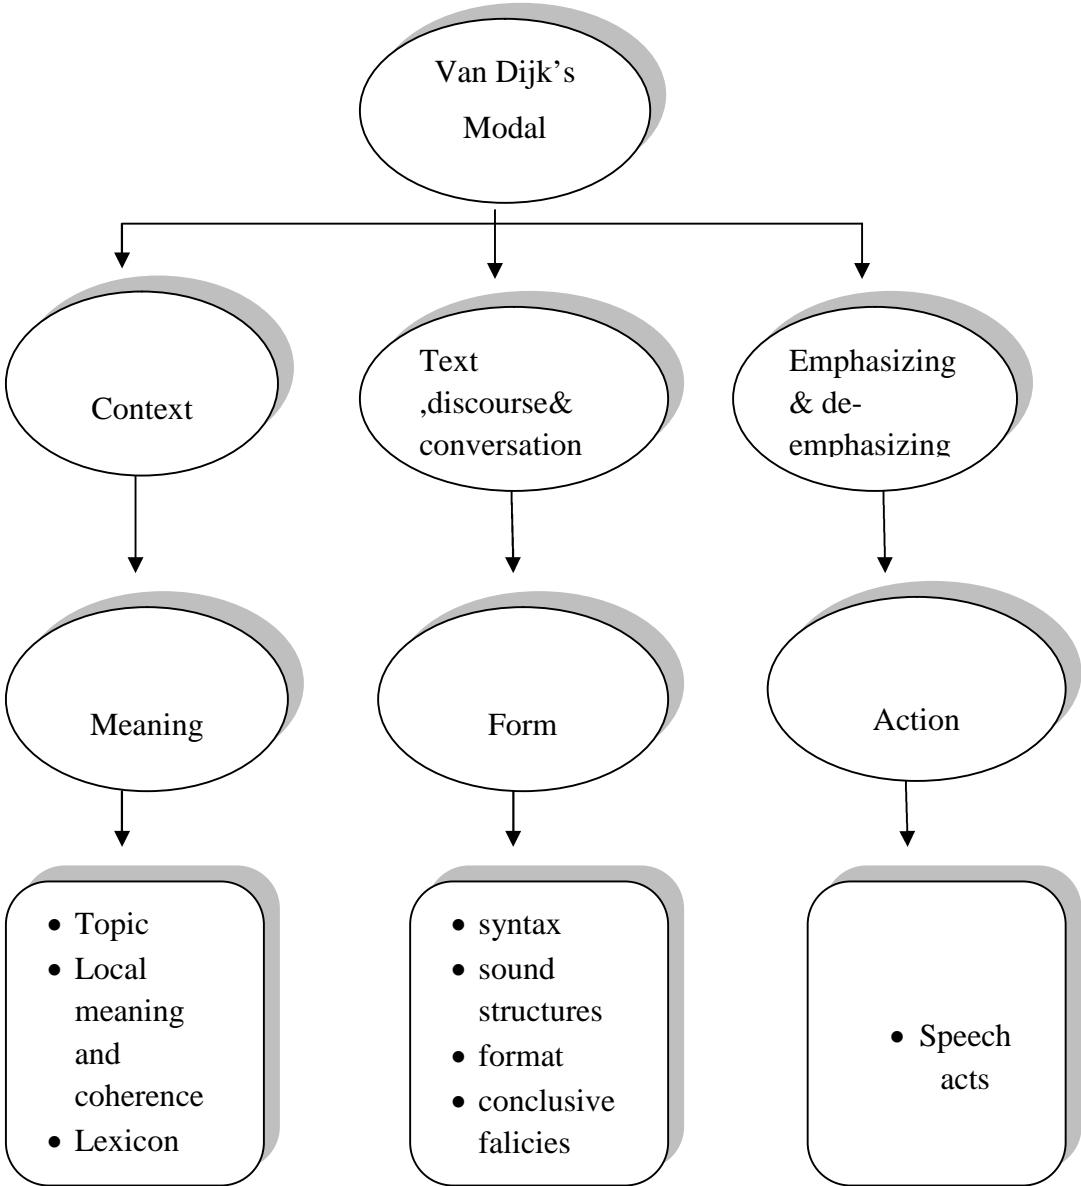 Van Dijk’s
Modal
Context
Text
,discourse&
conversation
Emphasizing
& de-
emphasizing
Meaning
Form
Action
• Topic
• Local
meaning
and
coherence
• Lexicon
• syntax
• sound
structures
• format
• conclusive
falicies
• Speech
acts